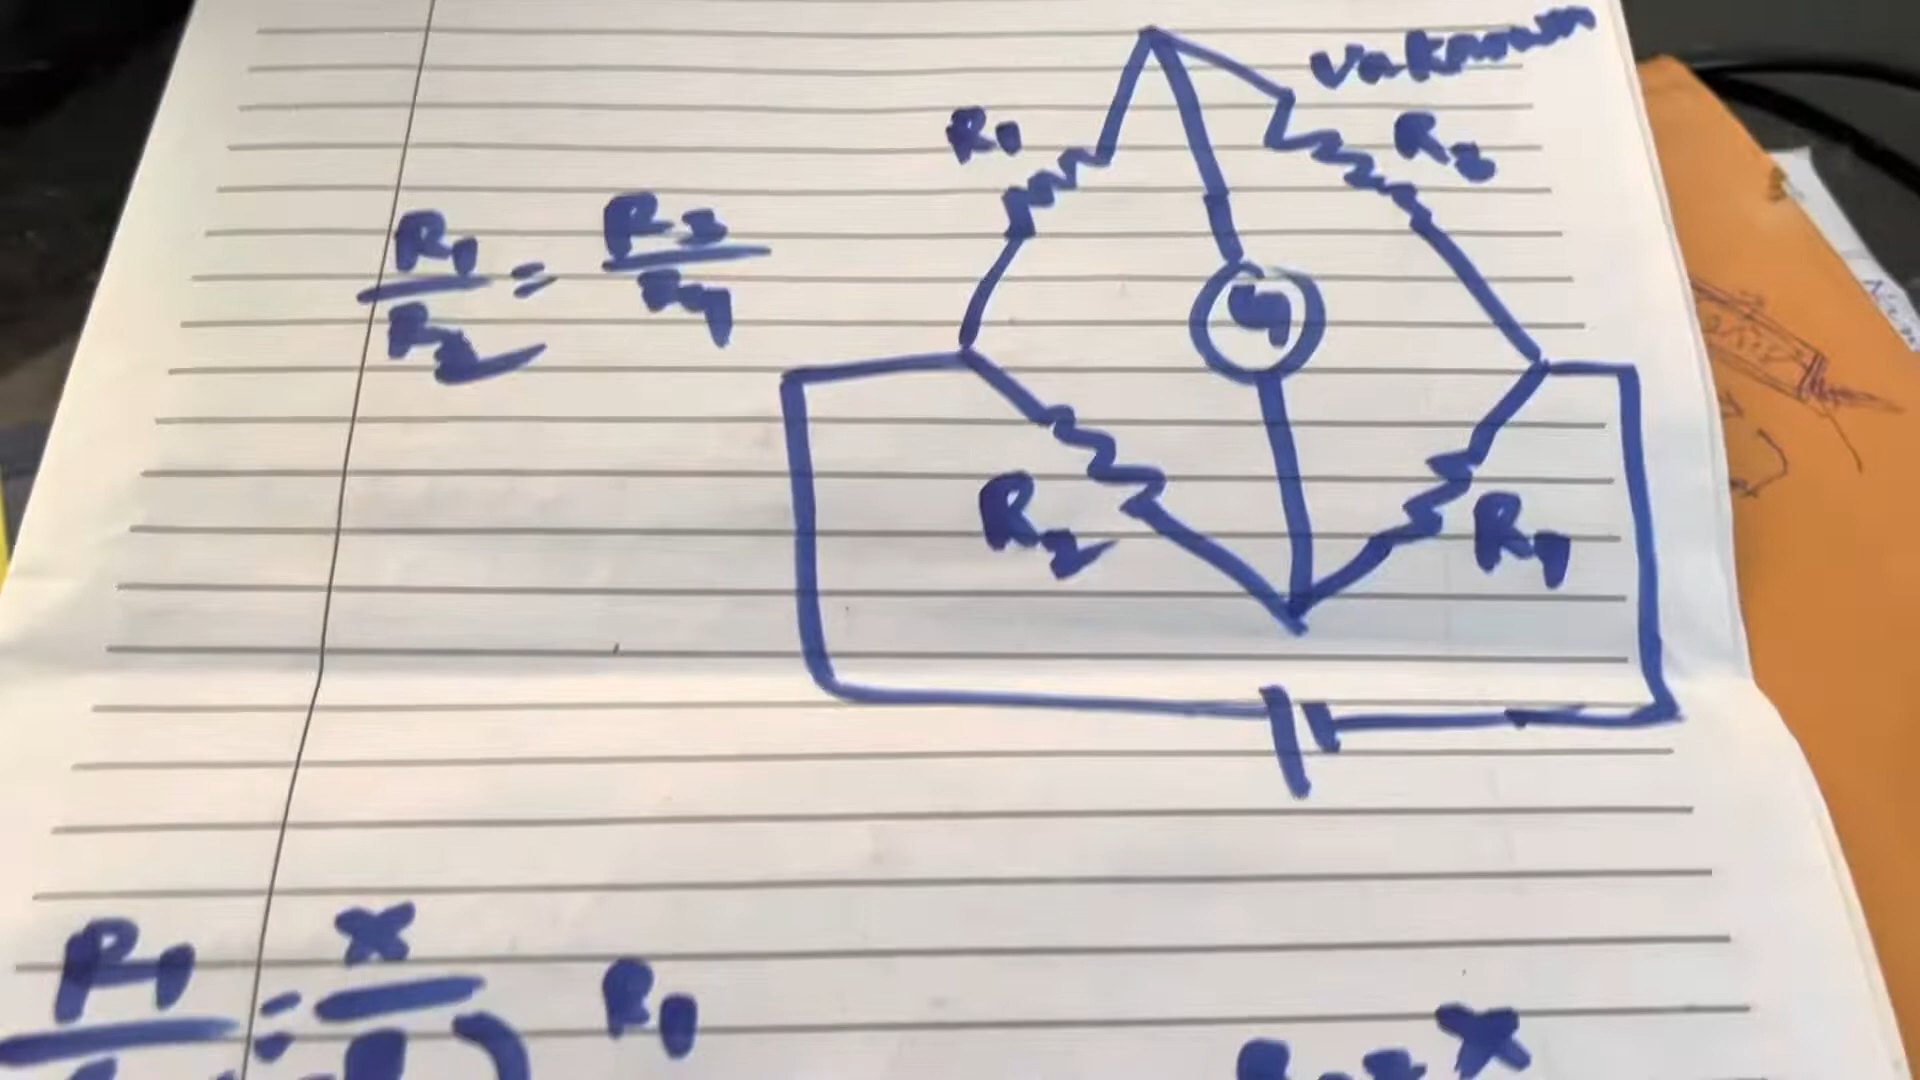 unknown
R1
R3
R1/R2 = R3/R4
G
R2
R4
R1 = x
R1
x